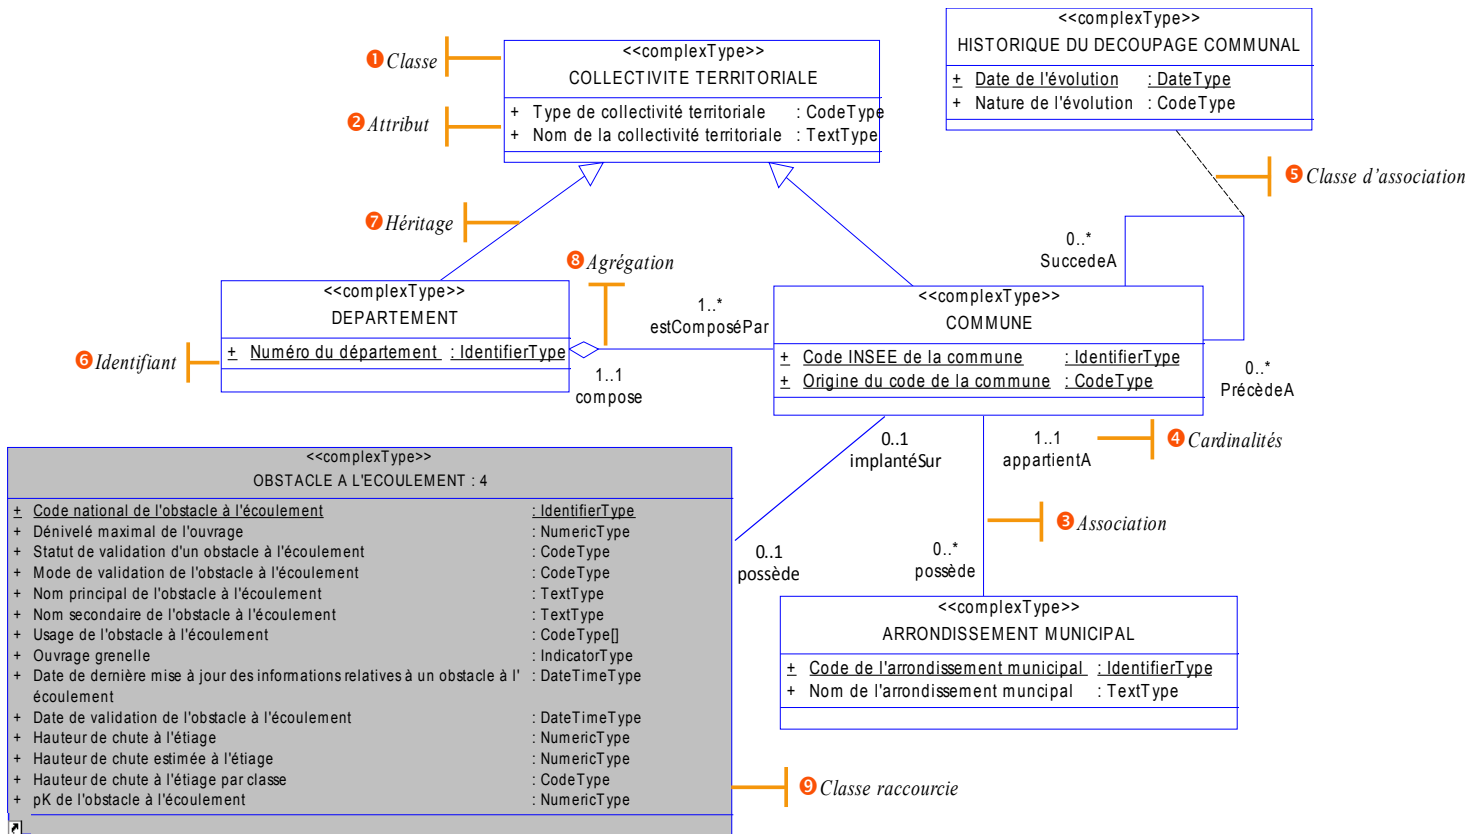 <<complexType>>
HISTORIQUE DU DECOUPAGE COMMUNAL
+ Date de l'évolution : DateType
+ Nature de l'évolution : CodeType
<<complexType>>
COLLECTIVITE TERRITORIALE
+ Type de collectivité territoriale : CodeType
+ Nom de la collectivité territoriale : TextType
❶ Classe
❷ Attribut
❺ Classe d'association
❼ Héritage
0..*
SuccedeA
❽ Agrégation
<<complexType>>
DEPARTEMENT
+ Numéro du département : IdentifierType
❻ Identifiant
1..*
estComposéPar
1..1
compose
<<complexType>>
COMMUNE
+ Code INSEE de la commune : IdentifierType
+ Origine du code de la commune : CodeType
0..*
PrécèdeA
0..1
implantéSur
1..1
appartientA
❹ Cardinalités
<<complexType>>
OBSTACLE A L'ECOULEMENT : 4
+ Code national de l'obstacle à l'écoulement : IdentifierType
+ Dénivelé maximal de l'ouvrage : NumericType
+ Statut de validation d'un obstacle à l'écoulement : CodeType
+ Mode de validation de l'obstacle à l'écoulement : CodeType
+ Nom principal de l'obstacle à l'écoulement : TextType
+ Nom secondaire de l'obstacle à l'écoulement : TextType
+ Usage de l'obstacle à l'écoulement : CodeType[]
+ Ouvrage grenelle : IndicatorType
+ Date de dernière mise à jour des informations relatives à un obstacle à l' : DateTimeType
écoulement
+ Date de validation de l'obstacle à l'écoulement : DateTimeType
+ Hauteur de chute à l'étiage : NumericType
+ Hauteur de chute estimée à l'étiage : NumericType
+ Hauteur de chute à l'étiage par classe : CodeType
+ pK de l'obstacle à l'écoulement : NumericType
❸ Association
0..1
possède
0..*
possède
<<complexType>>
ARRONDISSEMENT MUNICIPAL
+ Code de l'arrondissement municipal : IdentifierType
+ Nom de l'arrondissement muncipal : TextType
❾ Classe raccourcie